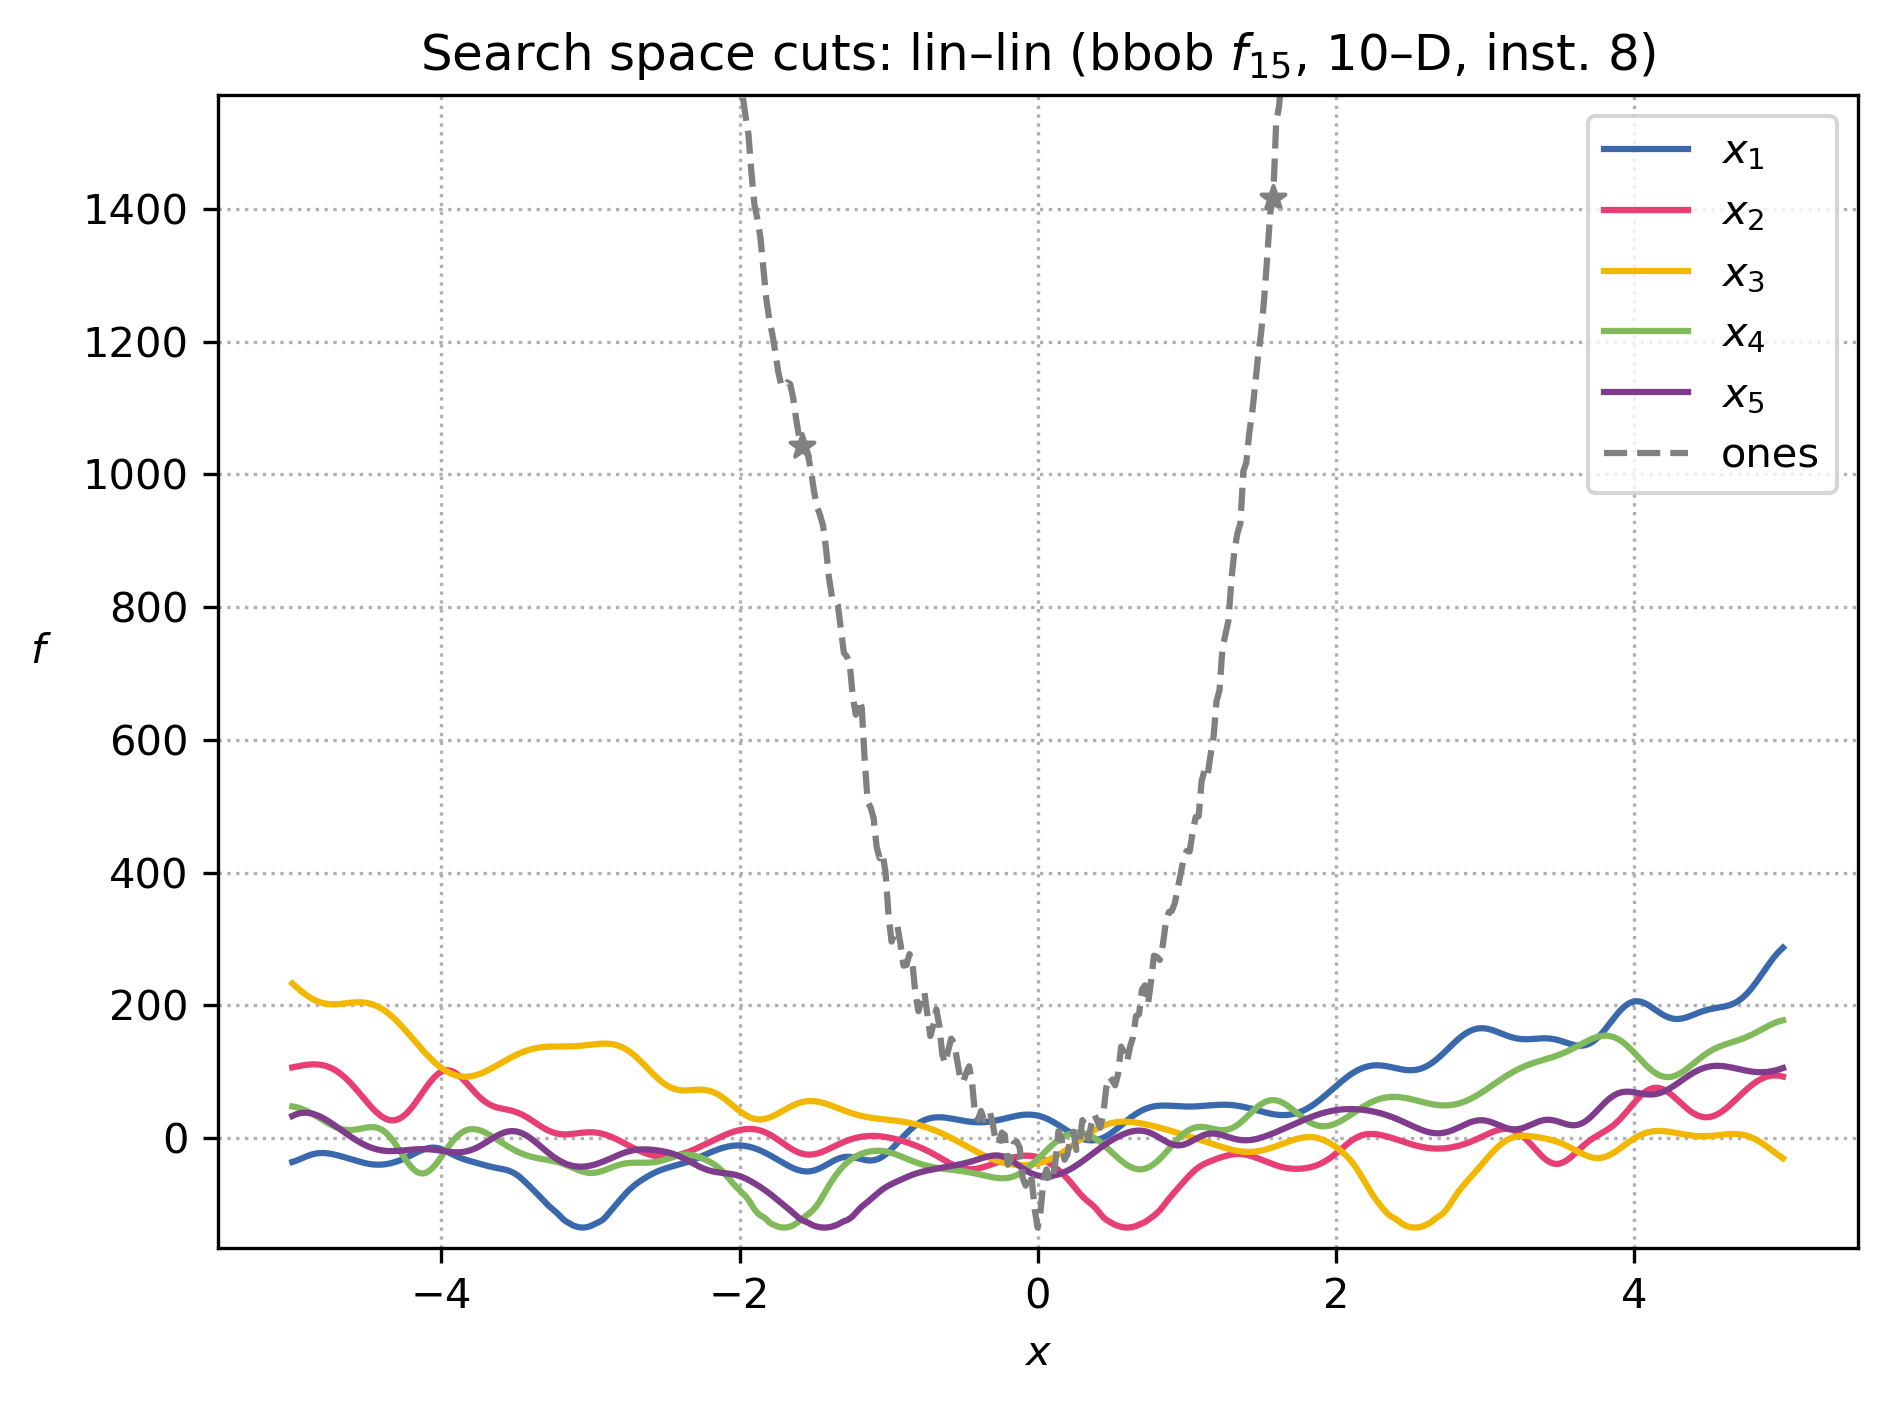 Search space cuts: lin–lin (bbob f₁₅, 10–D, inst. 8)
x₁
x₂
x₃
x₄
x₅
ones
1400
1200
1000
800
600
400
200
0
f
−4 −2 0 2 4
x